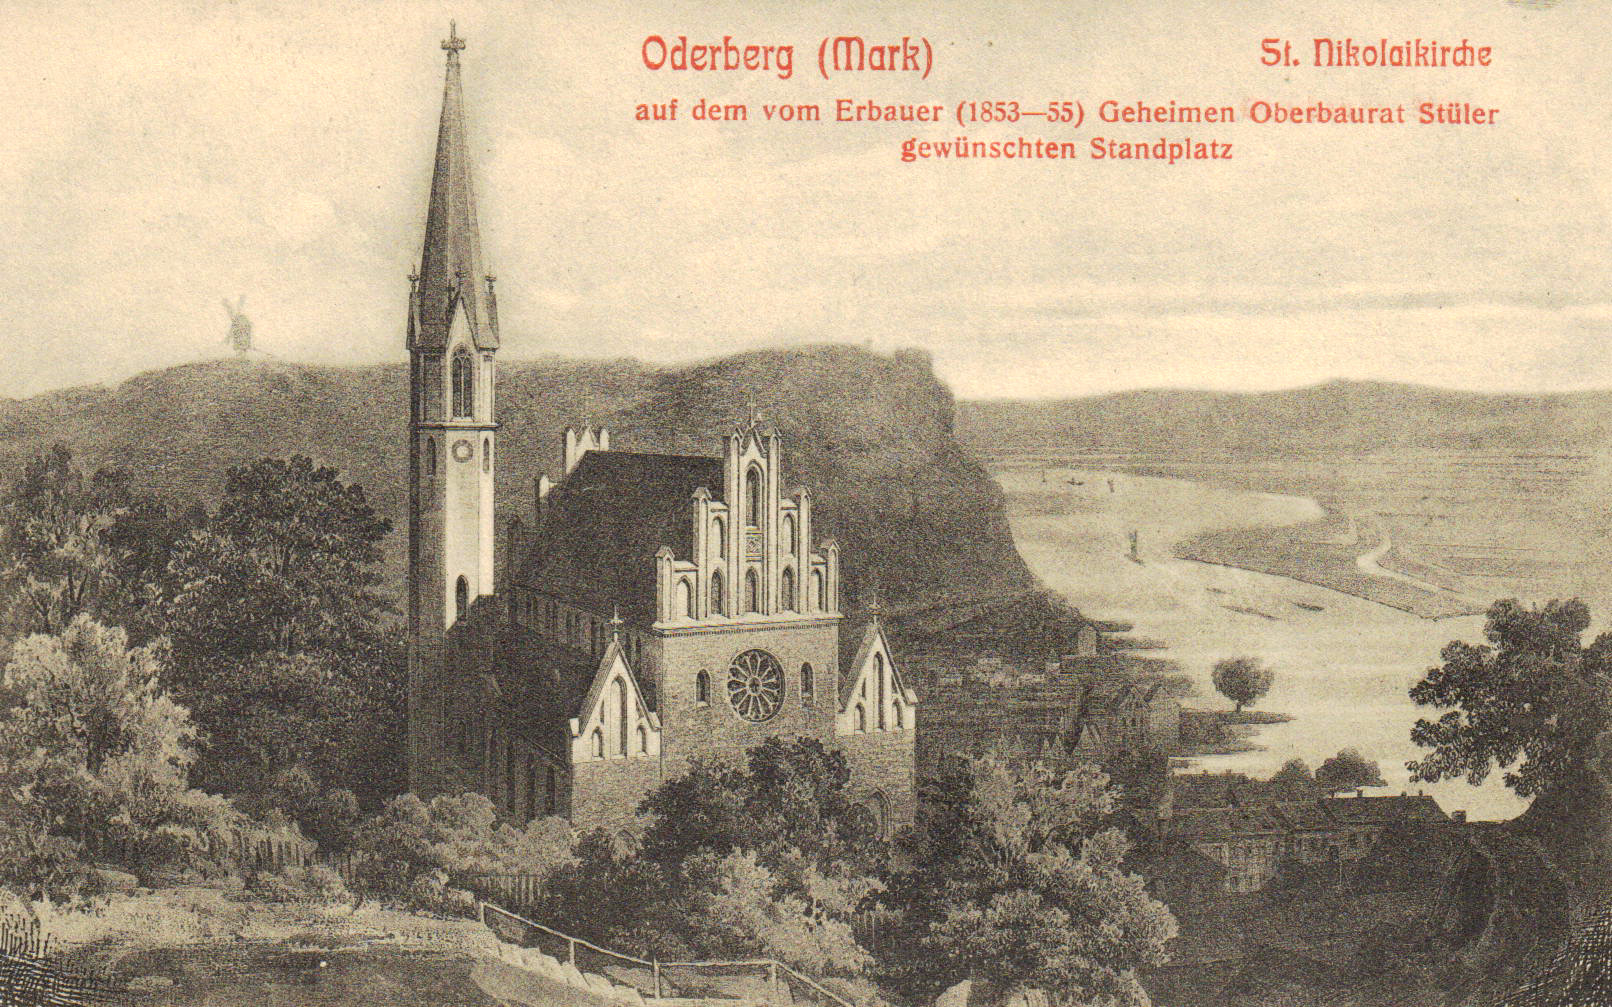 Oderberg (Mark) St. Nikolaikirche
auf dem vom Erbauer (1853—55) Geheimen Oberbaurat Stüler
gewünschten Standplatz